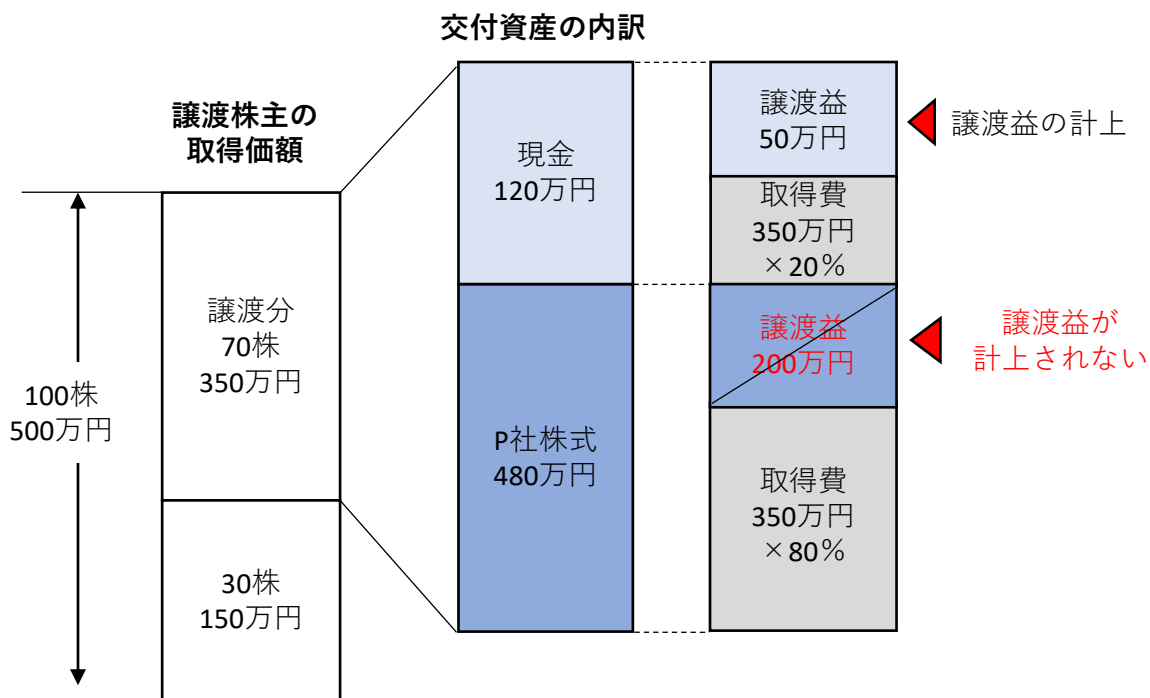 交付資産の内訳
譲渡株主の
取得価額
100株
500万円
譲渡分
70株
350万円
30株
150万円
現金
120万円
P社株式
480万円
譲渡益
50万円
取得費
350万円
×20%
譲渡益
200万円
取得費
350万円
×80%
譲渡益の計上
譲渡益が
計上されない